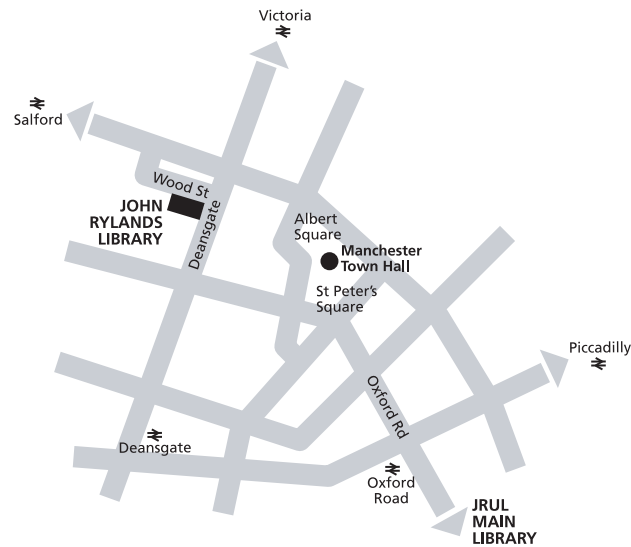 Victoria
Salford
Wood St
JOHN
RYLANDS
LIBRARY
Deansgate
Albert
Square
Manchester
Town Hall
St Peter's
Square
Piccadilly
Oxford Rd
Deansgate
Oxford
Road
JRUL
MAIN
LIBRARY